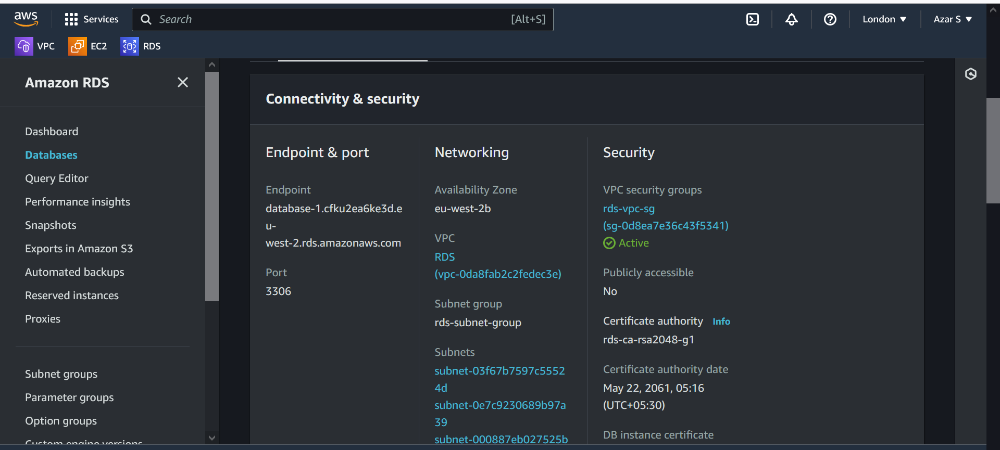 aws
Services
Search
[Alt+S]
London
Azar S
VPC
EC2
RDS
Amazon RDS
Dashboard
Databases
Query Editor
Performance insights
Snapshots
Exports in Amazon S3
Automated backups
Reserved instances
Proxies
Subnet groups
Parameter groups
Option groups
Custom engine versions
Connectivity & security
Endpoint & port
Endpoint
database-1.cfku2ea6ke3d.e
u-
west-2.rds.amazonaws.com
Port
3306
Networking
Availability Zone
eu-west-2b
VPC
RDS
(vpc-0da8fab2c2fedec3e)
Subnet group
rds-subnet-group
Subnets
subnet-03f67b7597c5552
4d
subnet-0e7c9230689b97a
39
subnet-000887eb027525b
Security
VPC security groups
rds-vpc-sg
(sg-0d8ea7e36c43f5341)
Active
Publicly accessible
No
Certificate authority Info
rds-ca-rsa2048-g1
Certificate authority date
May 22, 2061, 05:16
(UTC+05:30)
DB instance certificate